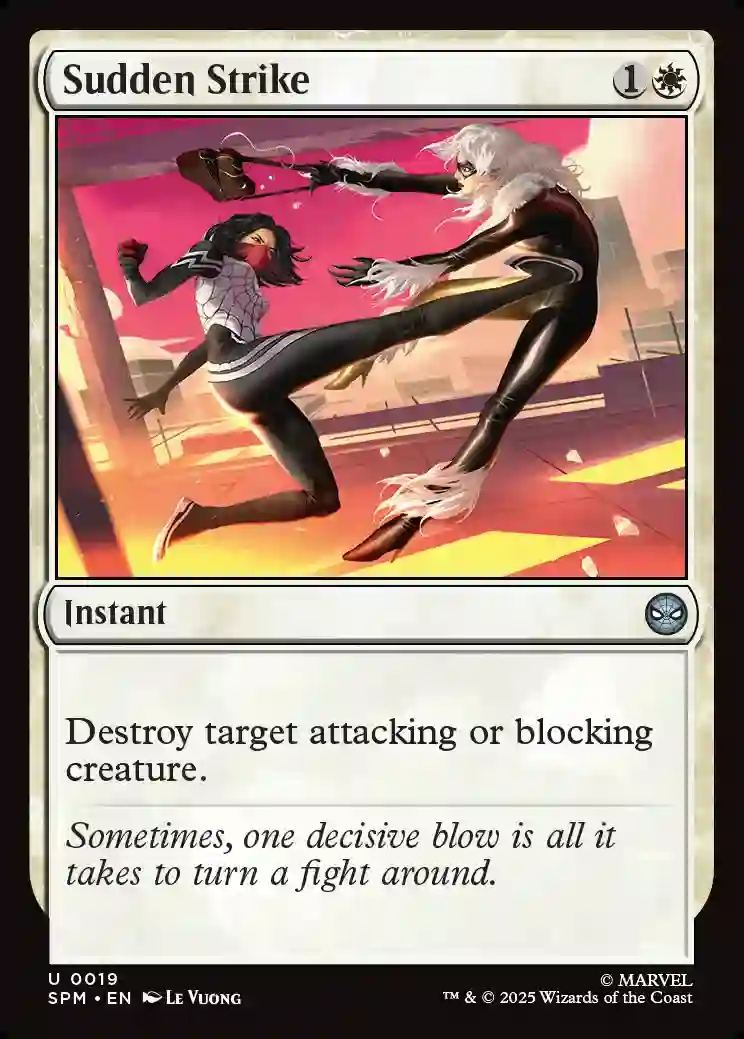 Sudden Strike 1
Instant
Destroy target attacking or blocking
creature.
Sometimes, one decisive blow is all it
takes to turn a fight around.
U 0019
SPM • EN Le Vuong
© MARVEL
™ & © 2025 Wizards of the Coast